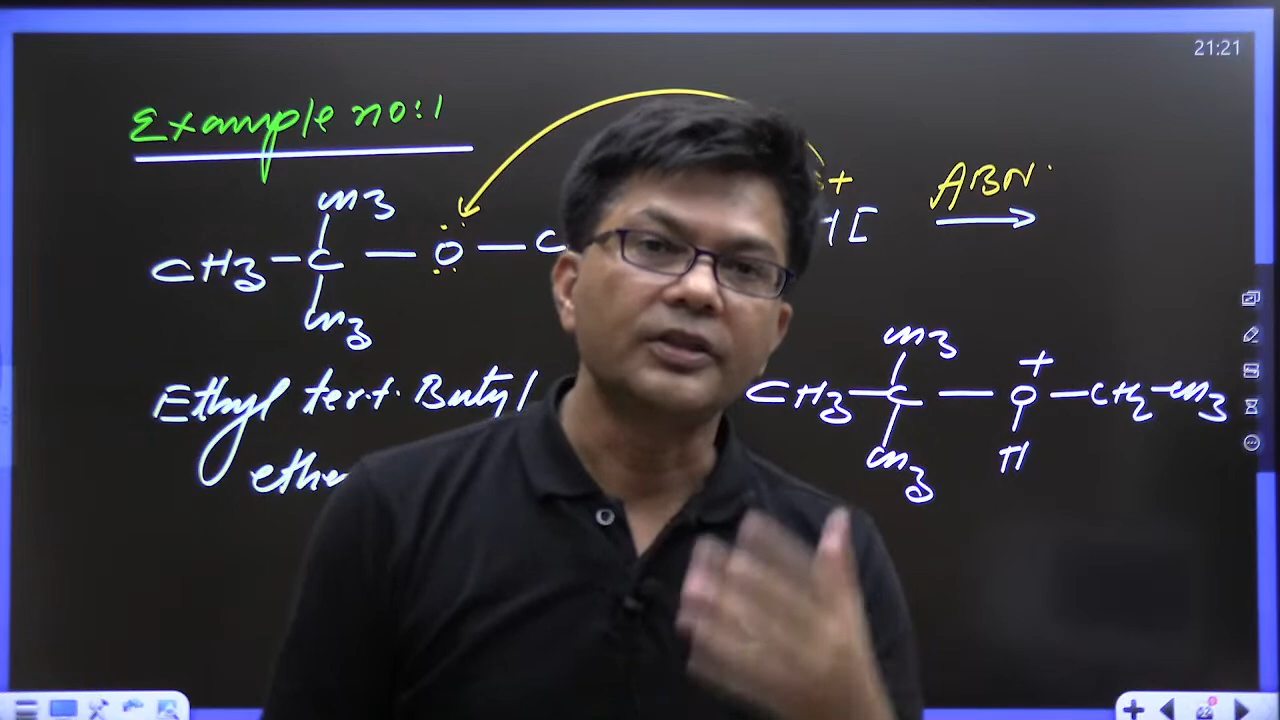 21:21
Example no:1
CH3 CH3
CH3 - C - O - C
CH3
δ+
HI
ABN
Ethyl tert. Butyl
ethe
CH3
CH3 - C - O - CH2 - CH3
+
CH3 H